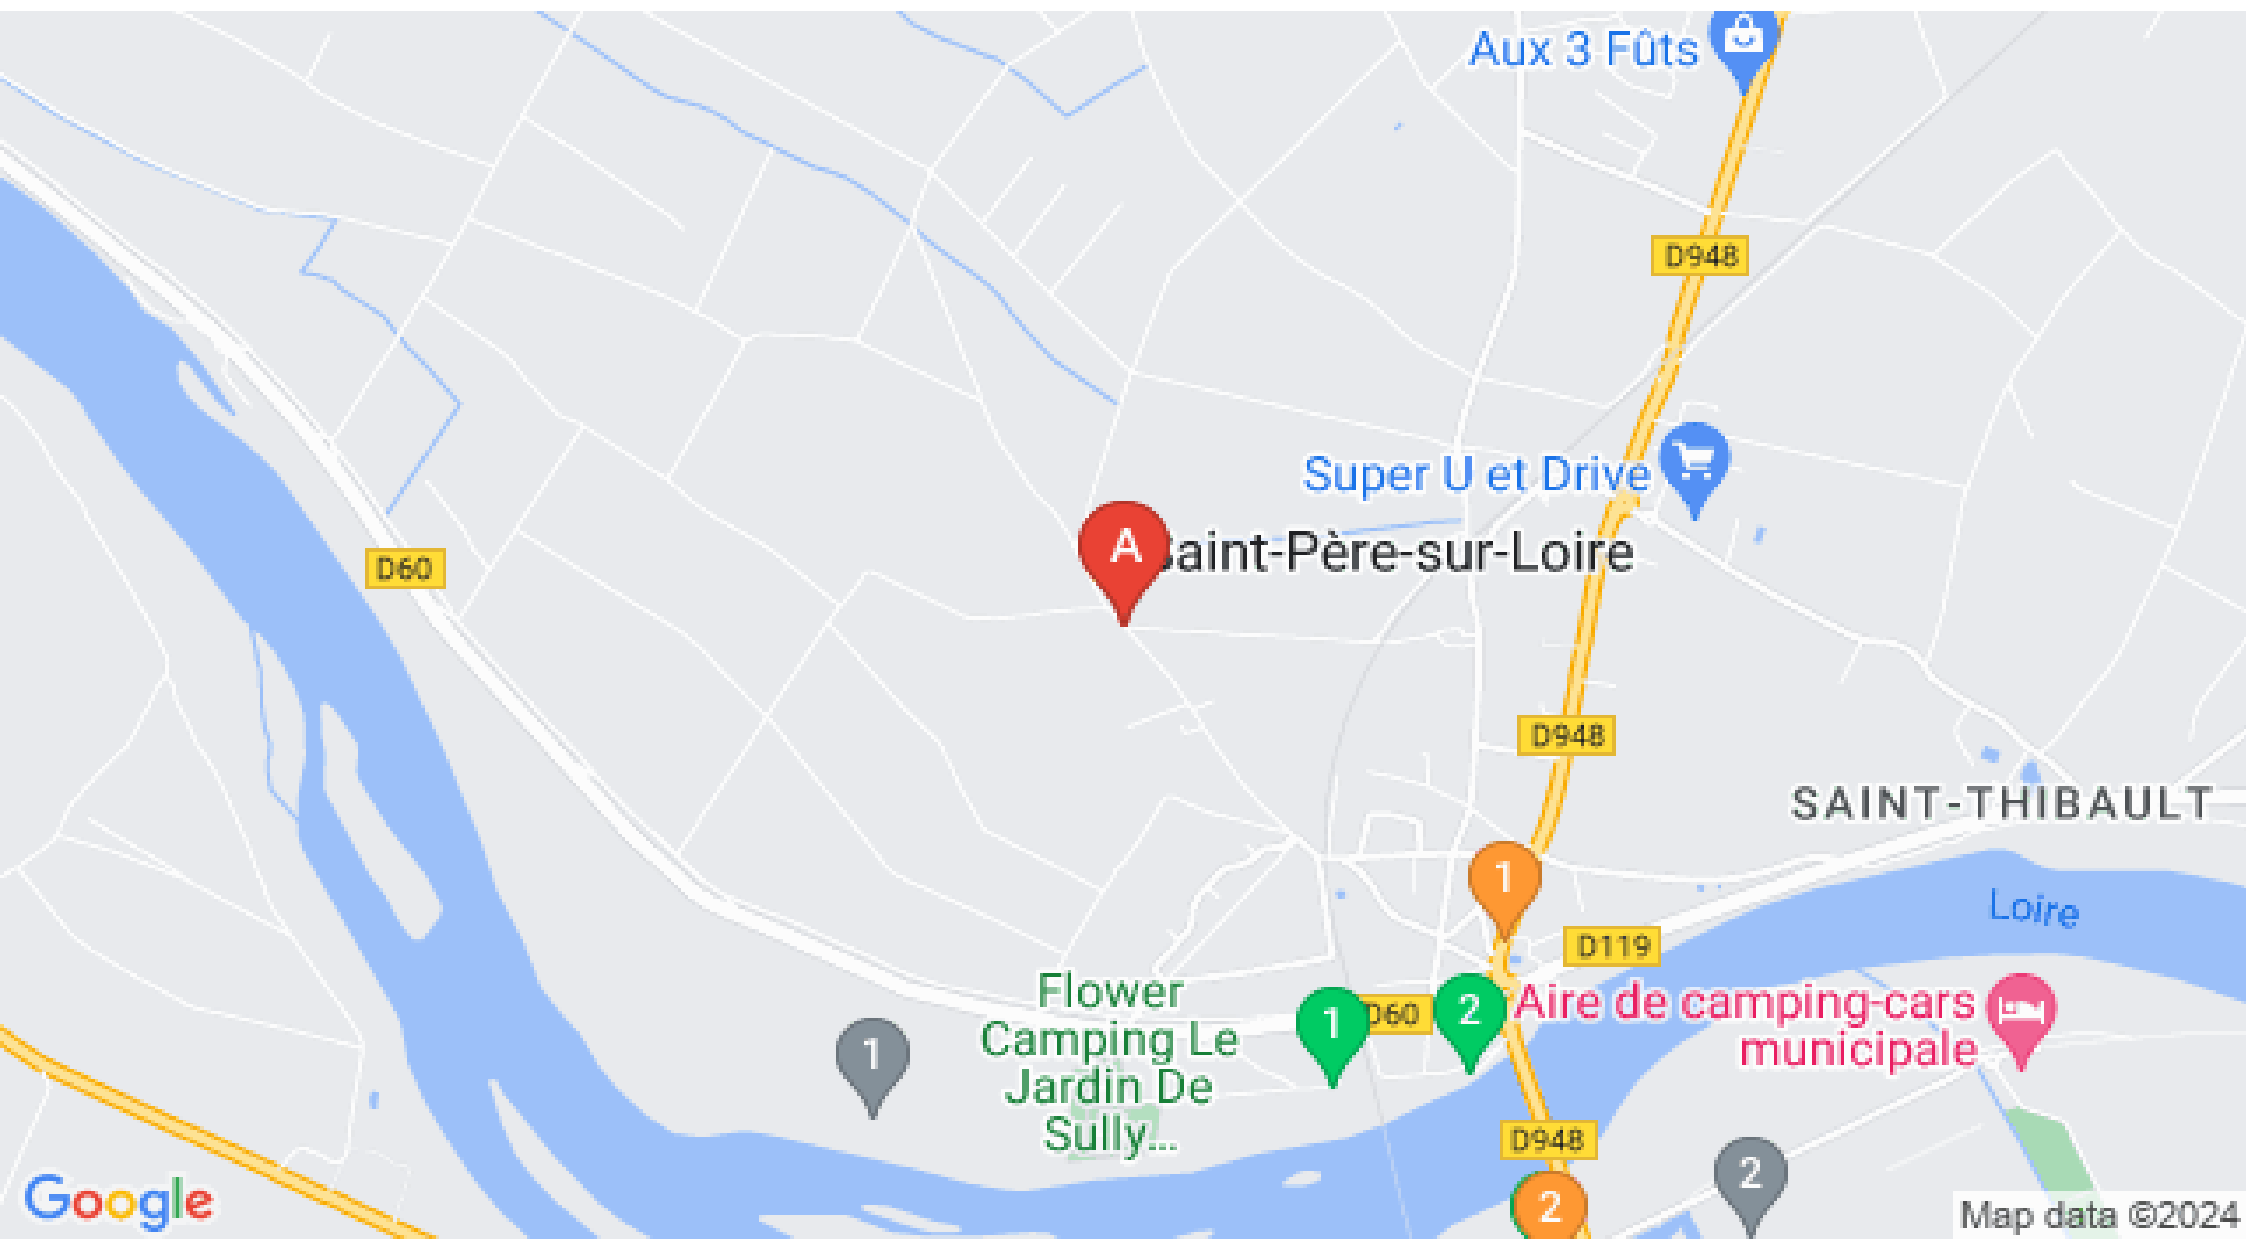 Aux 3 Fûts
D948
Super U et Drive
A
aint-Père-sur-Loire
D60
D948
SAINT-THIBAULT
1
Loire
D119
Flower
Camping Le
Jardin De
Sully...
1
1
D60
2
Aire de camping-cars
municipale
D948
2
2
Google
Map data ©2024